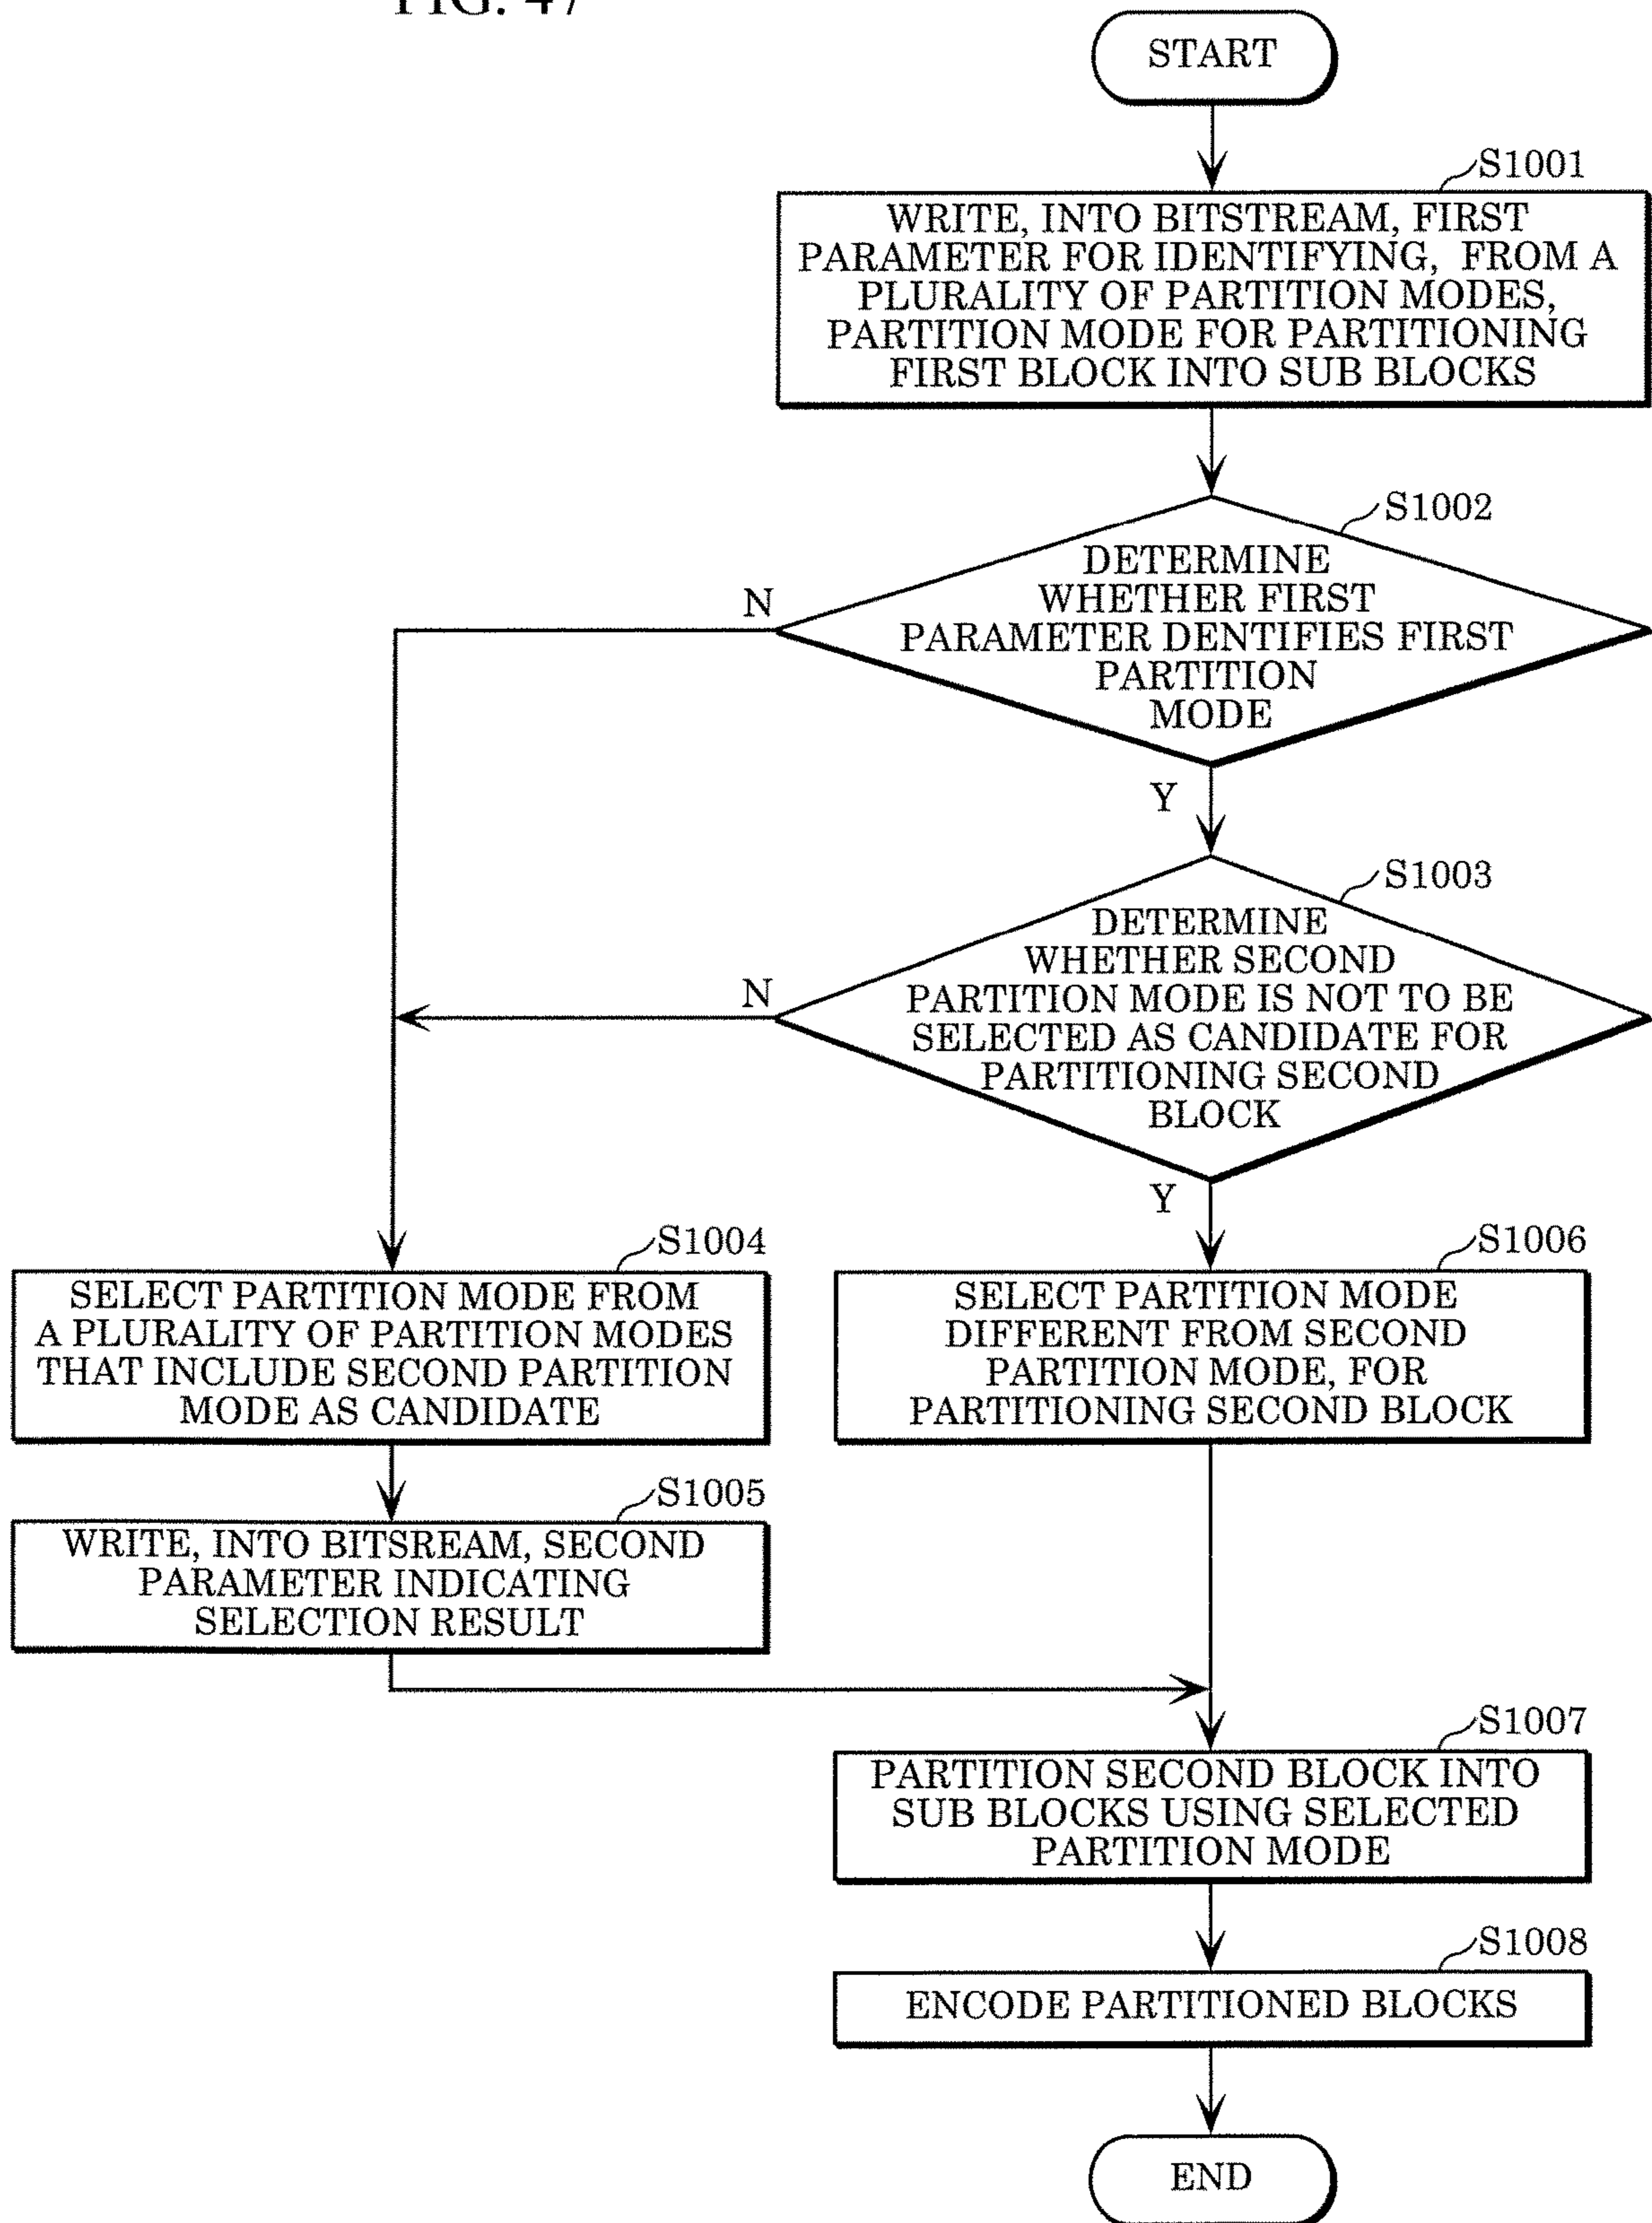 FIG. 47
START
S1001
WRITE, INTO BITSTREAM, FIRST
PARAMETER FOR IDENTIFYING, FROM A
PLURALITY OF PARTITION MODES,
PARTITION MODE FOR PARTITIONING
FIRST BLOCK INTO SUB BLOCKS
S1002
DETERMINE
WHETHER FIRST
PARAMETER DENTIFIES FIRST
PARTITION
MODE
N
Y
S1003
DETERMINE
WHETHER SECOND
PARTITION MODE IS NOT TO BE
SELECTED AS CANDIDATE FOR
PARTITIONING SECOND
BLOCK
N
Y
S1004
SELECT PARTITION MODE FROM
A PLURALITY OF PARTITION MODES
THAT INCLUDE SECOND PARTITION
MODE AS CANDIDATE
S1006
SELECT PARTITION MODE
DIFFERENT FROM SECOND
PARTITION MODE, FOR
PARTITIONING SECOND BLOCK
S1005
WRITE, INTO BITSREAM, SECOND
PARAMETER INDICATING
SELECTION RESULT
S1007
PARTITION SECOND BLOCK INTO
SUB BLOCKS USING SELECTED
PARTITION MODE
S1008
ENCODE PARTITIONED BLOCKS
END